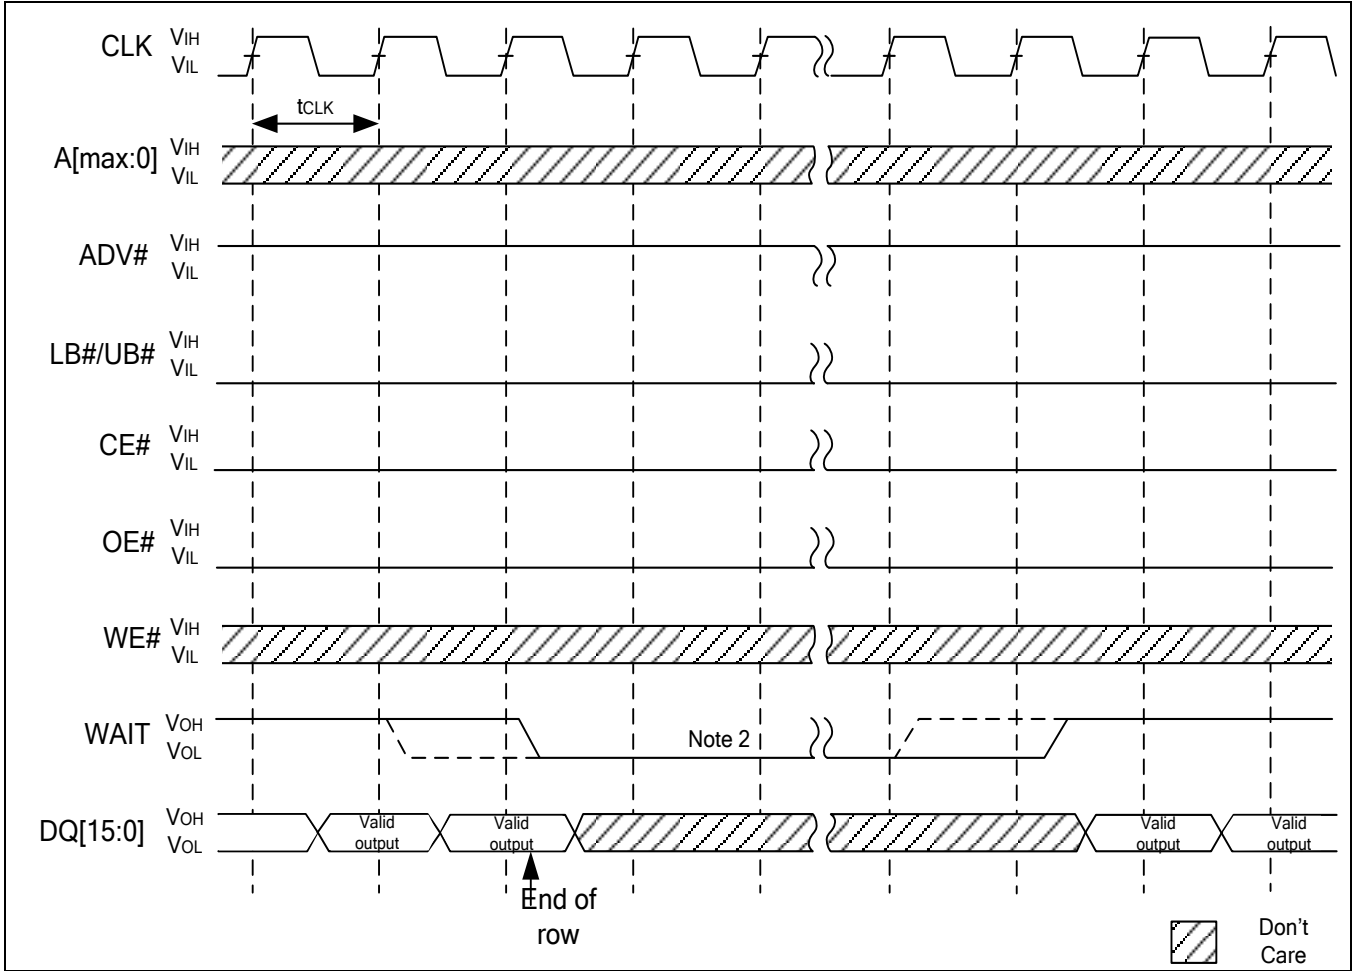 CLK VIH
VIL
tCLK
A[max:0] VIH
VIL
ADV# VIH
VIL
LB#/UB# VIH
VIL
CE# VIH
VIL
OE# VIH
VIL
WE# VIH
VIL
WAIT VOH
VOL
Note 2
DQ[15:0] VOH
VOL
Valid
output
Valid
output
Valid
output
Valid
output
End of
row
Don't
Care